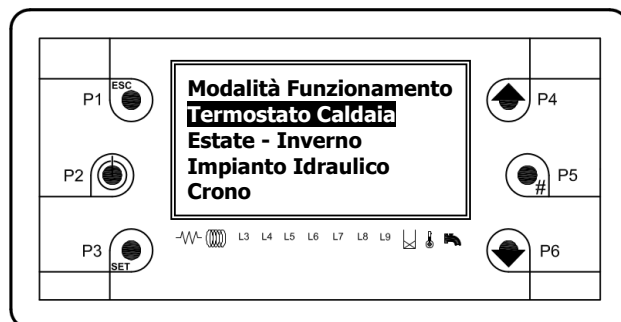 ESC
P1
P2
P3
SET
Modalità Funzionamento
Termostato Caldaia
Estate - Inverno
Impianto Idraulico
Crono
L3 L4 L5 L6 L7 L8 L9
P4
P5
#
P6